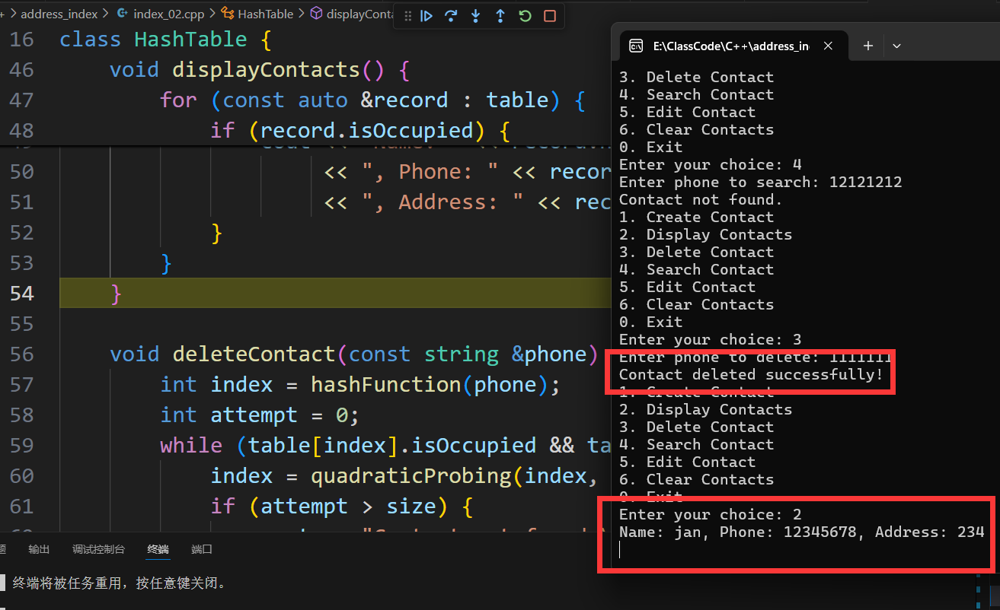 address_index > index_02.cpp > HashTable > displayConta
16 class HashTable {
46 void displayContacts() {
47 for (const auto &record : table) {
48 if (record.isOccupied) {
50 << ", Phone: " << recor
51 << ", Address: " << rec
52 }
53 }
54 }
55
56 void deleteContact(const string &phone)
57 int index = hashFunction(phone);
58 int attempt = 0;
59 while (table[index].isOccupied && ta
60 index = quadraticProbing(index,
61 if (attempt > size) {
输出 调试控制台 终端 端口
终端将被任务重用，按任意键关闭。
E:\ClassCode\C++\address_in
3. Delete Contact
4. Search Contact
5. Edit Contact
6. Clear Contacts
0. Exit
Enter your choice: 4
Enter phone to search: 12121212
Contact not found.
1. Create Contact
2. Display Contacts
3. Delete Contact
4. Search Contact
5. Edit Contact
6. Clear Contacts
0. Exit
Enter your choice: 3
Enter phone to delete: 1111111
Contact deleted successfully!
1. Create Contact
2. Display Contacts
3. Delete Contact
4. Search Contact
5. Edit Contact
6. Clear Contacts
0. Exit
Enter your choice: 2
Name: jan, Phone: 12345678, Address: 234